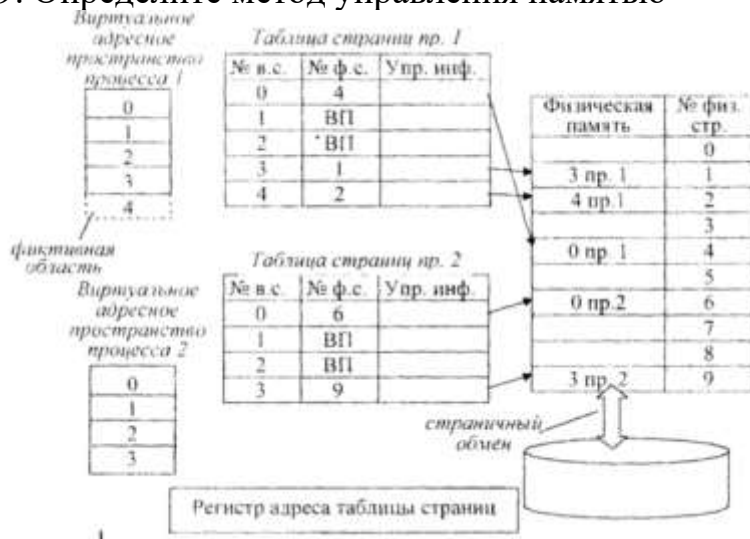 Определите метод управления памятью
Виртуальное
адресное
пространство
процесса 1
0
1
2
3
4
фиктивная
область
Таблица страниц пр. 1
№ в.с. № ф.с. Упр. инф.
0 4
1 ВП
2 ВП
3 1
4 2
Таблица страниц пр. 2
№ в.с. № ф.с. Упр. инф.
0 6
1 ВП
2 ВП
3 9
Виртуальное
адресное
пространство
процесса 2
0
1
2
3
Физическая память № физ. стр.
0
3 пр. 1 1
4 пр.1 2
3
0 пр. 1 4
5
0 пр.2 6
7
8
3 пр. 2 9
страничный
обмен
Регистр адреса таблицы страниц